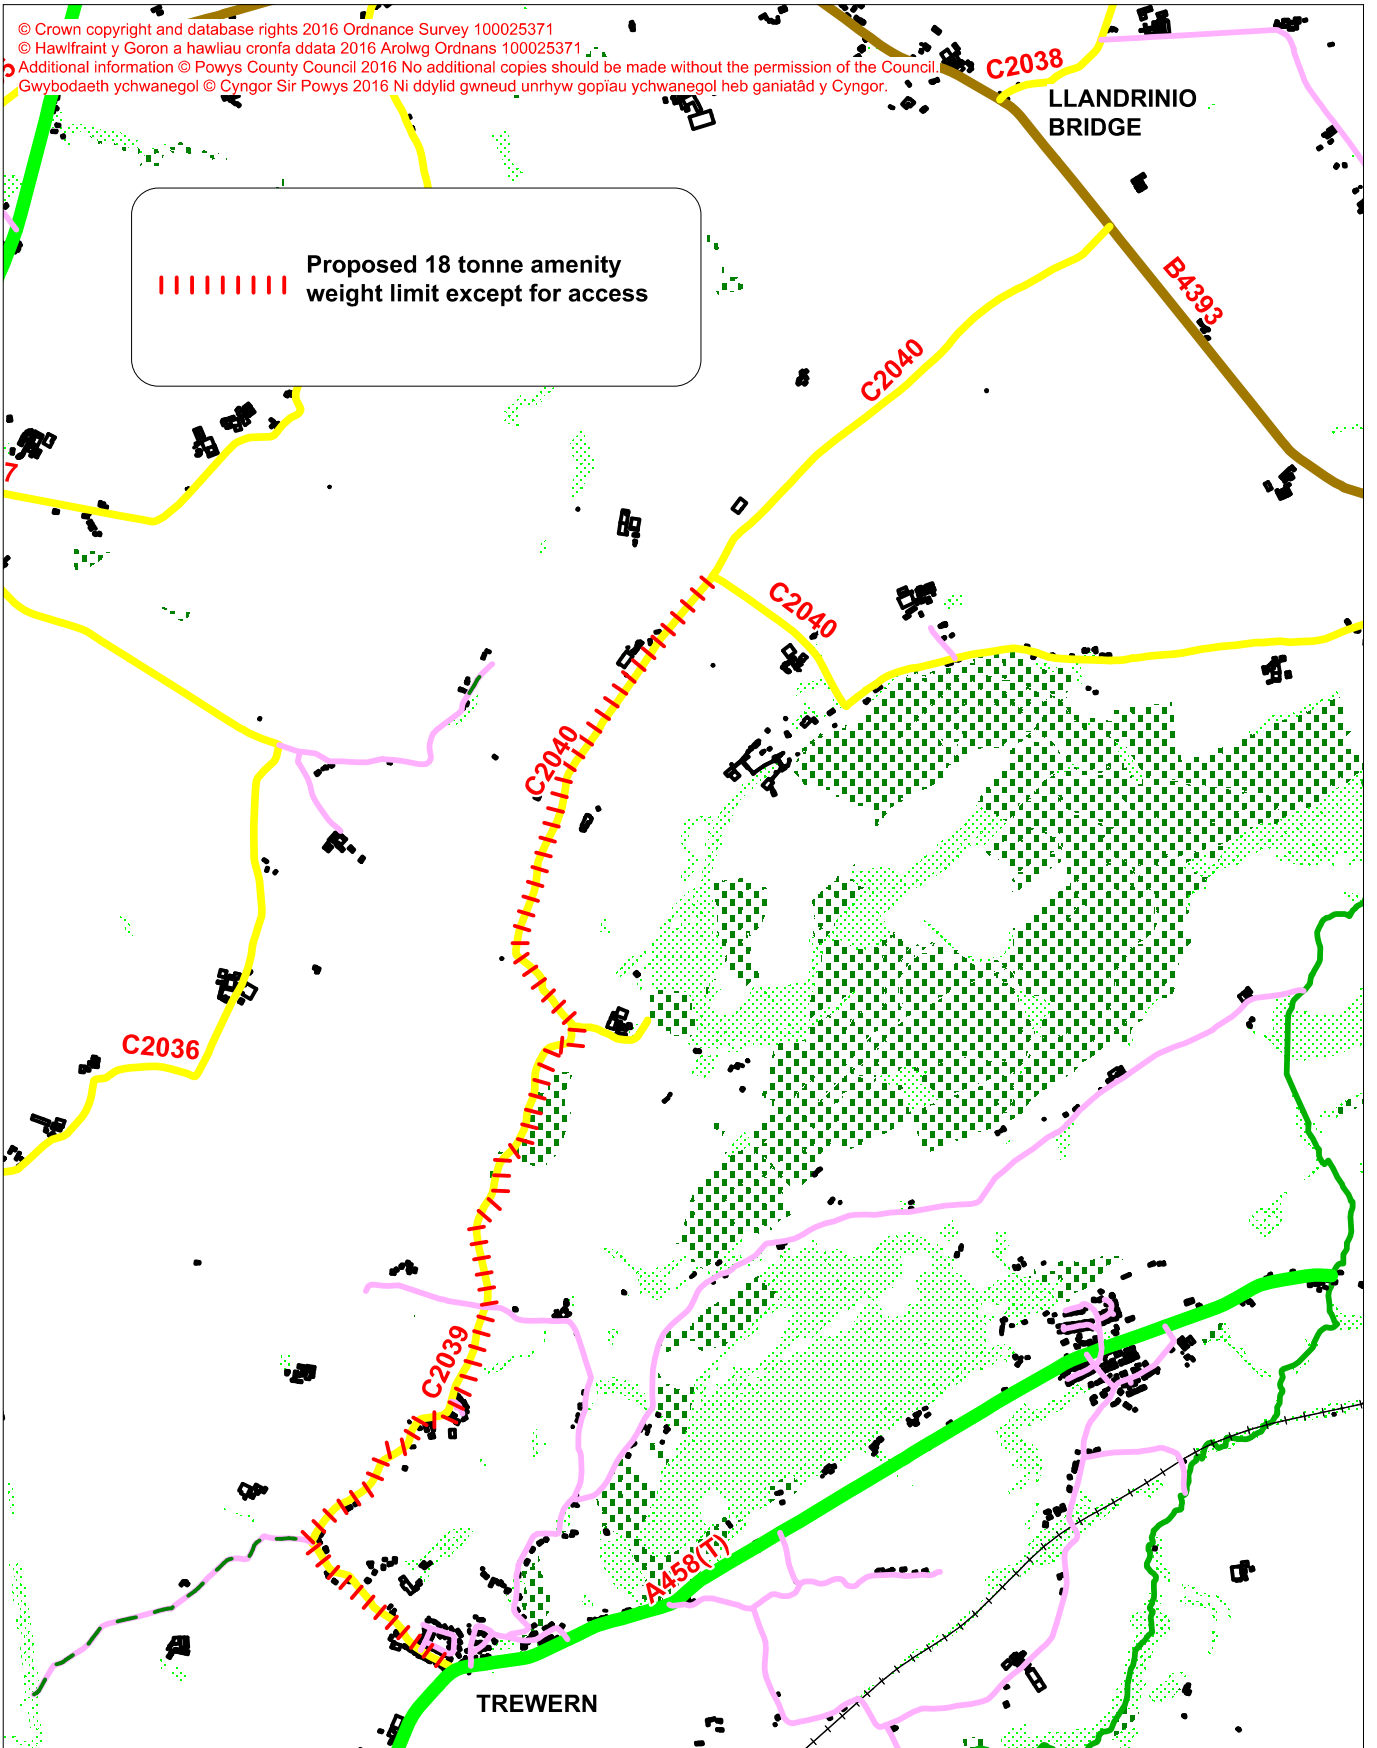 © Crown copyright and database rights 2016 Ordnance Survey 100025371
© Hawlfraint y Goron a hawliau cronfa ddata 2016 Arolwg Ordnans 100025371
Additional information © Powys County Council 2016 No additional copies should be made without the permission of the Council.
Gwybodaeth ychwanegol © Cyngor Sir Powys 2016 Ni ddylid gwneud unrhyw gopïau ychwanegol heb ganiatâd y Cyngor.
C2038
LLANDRINIO
BRIDGE
Proposed 18 tonne amenity
weight limit except for access
B4393
C2040
7
C2040
C2040
C2036
C2039
A458(T)
TREWERN